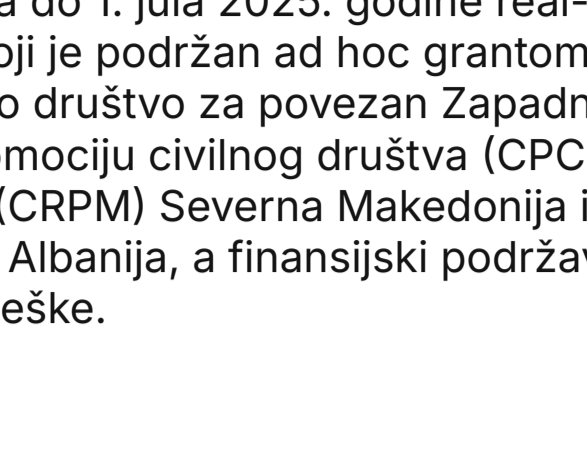 a do 1. jula 2025. godine real-
oji je podržan ad hoc grantom
o društvo za povezan Zapadn
omociju civilnog društva (CPC
(CRPM) Severna Makedonija i
Albanija, a finansijski podržav
eške.